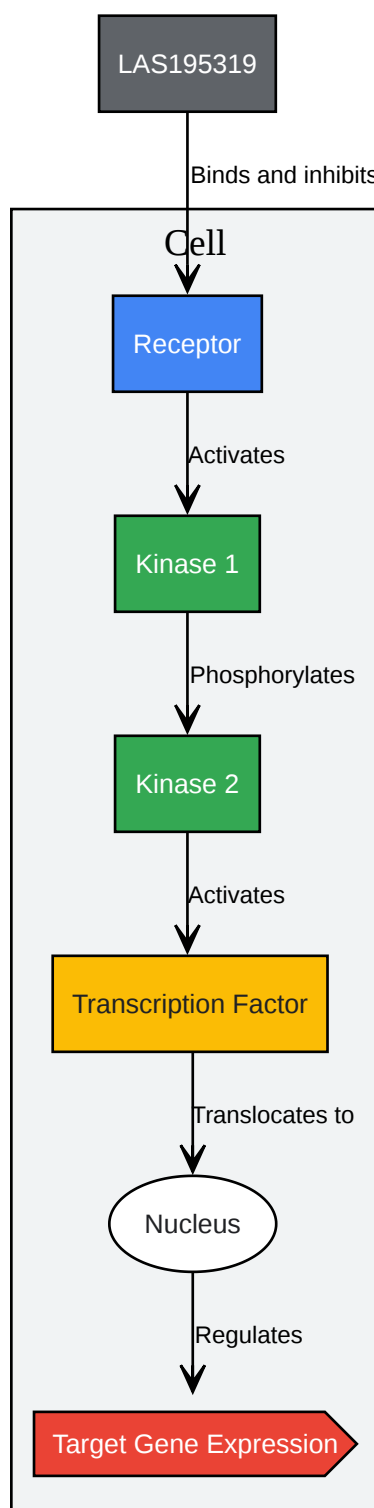 LAS195319
Binds and inhibits
Cell
Receptor
Activates
Kinase 1
Phosphorylates
Kinase 2
Activates
Transcription Factor
Translocates to
Nucleus
Regulates
Target Gene Expression